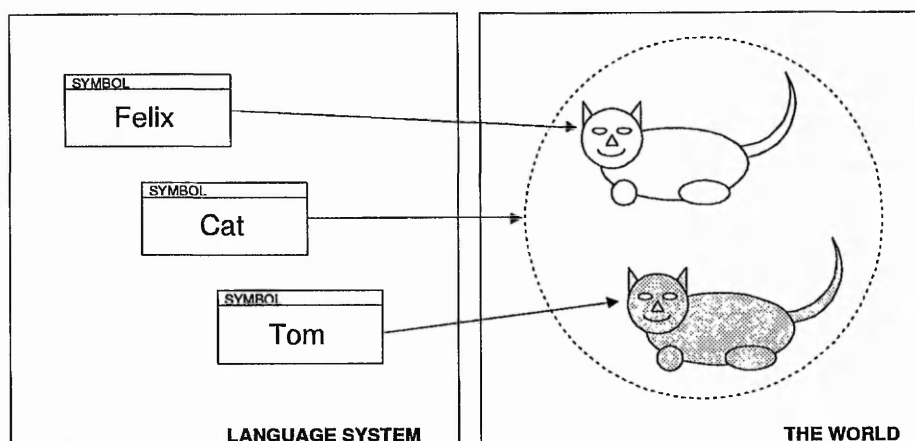 SYMBOL
Felix
SYMBOL
Cat
SYMBOL
Tom
LANGUAGE SYSTEM
THE WORLD